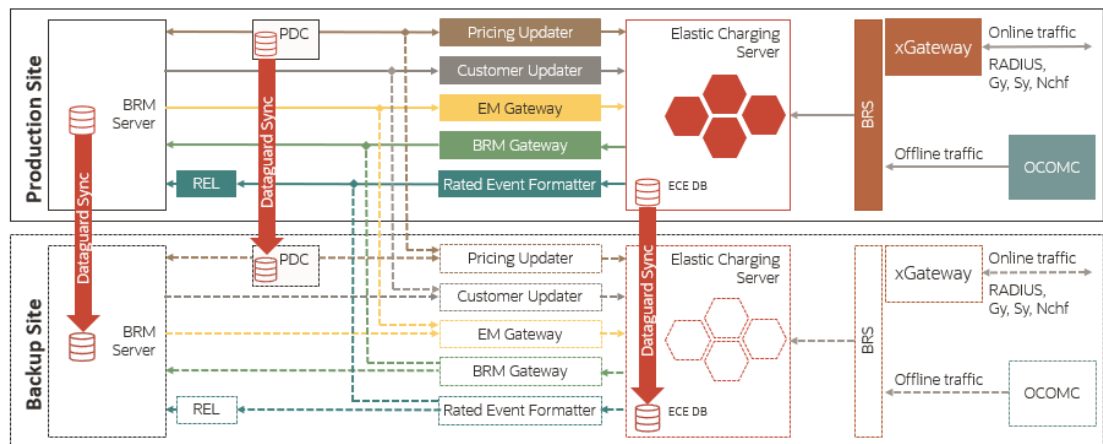 Production Site
BRM
Server
Dataguard Sync
PDC
Dataguard Sync
REL
Pricing Updater
Customer Updater
EM Gateway
BRM Gateway
Rated Event Formatter
Elastic Charging
Server
ECE DB
BRS
xGateway
Online traffic
RADIUS,
Gy, Sy, Nchf
Offline traffic
OCOMC
Backup Site
BRM
Server
PDC
REL
Pricing Updater
Customer Updater
EM Gateway
BRM Gateway
Rated Event Formatter
Elastic Charging
Server
Dataguard Sync
ECE DB
BRS
xGateway
Online traffic
RADIUS,
Gy, Sy, Nchf
Offline traffic
OCOMC